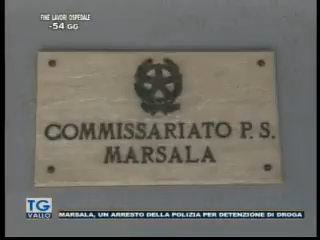 FINE LAVORI OSPEDALE
-54 GG
COMMISSARIATO P. S.
MARSALA
TG
VALLO
MARSALA, UN ARRESTO DELLA POLIZIA PER DETENZIONE DI DROGA